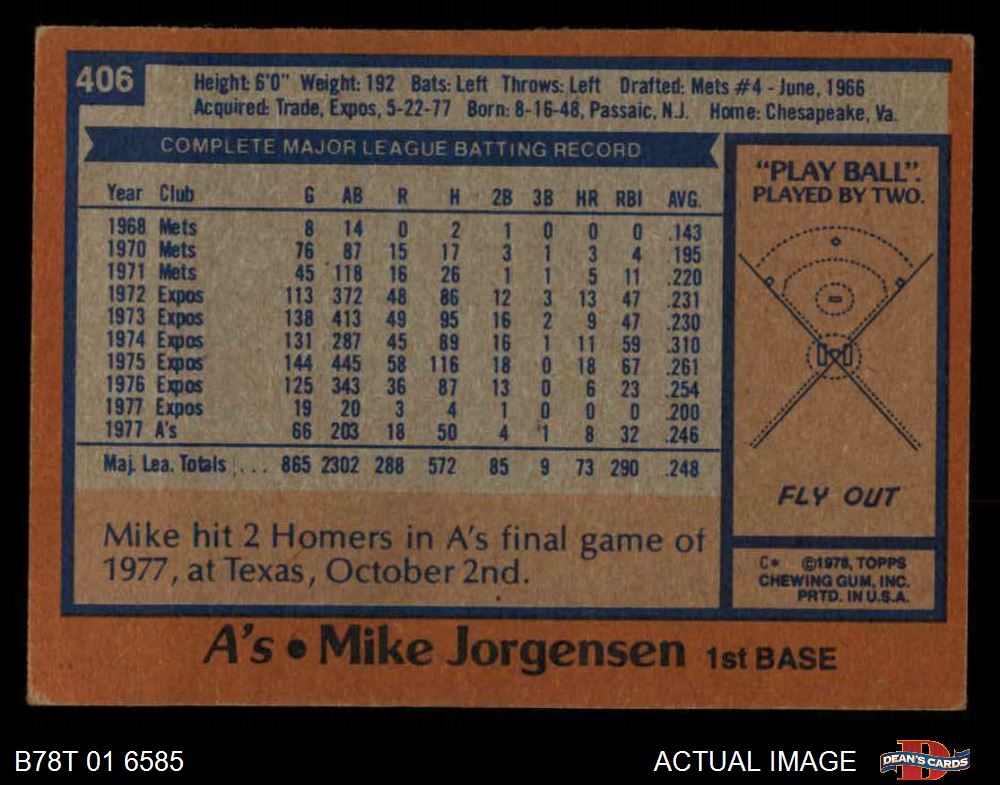 406
Height: 6'0" Weight: 192 Bats: Left Throws: Left Drafted: Mets #4 - June, 1966
Acquired: Trade, Expos, 5-22-77 Born: 8-16-48, Passaic, N.J. Home: Chesapeake, Va.
COMPLETE MAJOR LEAGUE BATTING RECORD
Year Club G AB R H 2B 3B HR RBI AVG.
1968 Mets 8 14 0 2 1 0 0 0 .143
1970 Mets 76 87 15 17 3 1 3 4 .195
1971 Mets 45 118 16 26 1 1 5 11 .220
1972 Expos 113 372 48 86 12 3 13 47 .231
1973 Expos 138 413 49 95 16 2 9 47 .230
1974 Expos 131 287 45 89 16 1 11 59 .310
1975 Expos 144 445 58 116 18 0 18 67 .261
1976 Expos 125 343 36 87 13 0 6 23 .254
1977 Expos 19 20 3 4 1 0 0 0 .200
1977 A's 66 203 18 50 4 1 8 32 .246
Maj. Lea. Totals .... 865 2302 288 572 85 9 73 290 .248
Mike hit 2 Homers in A's final game of
1977, at Texas, October 2nd.
"PLAY BALL".
PLAYED BY TWO.
FLY OUT
C* ©1978, TOPPS
CHEWING GUM, INC.
PRTD. IN U.S.A.
A's • Mike Jorgensen 1st BASE
B78T 01 6585
ACTUAL IMAGE
D
DEAN'S CARDS